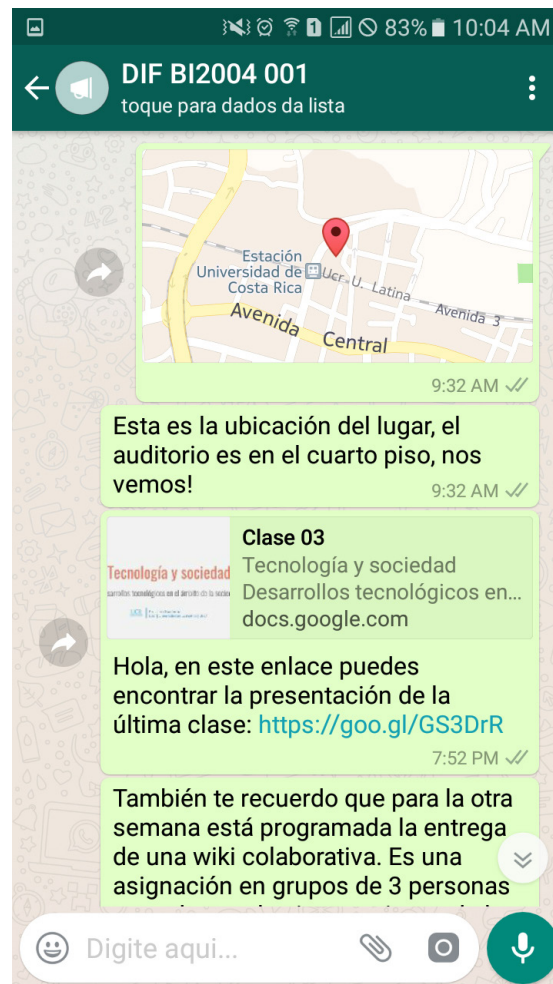 83% 10:04 AM
DIF BI2004 001
toque para dados da lista
Estación
Universidad de
Costa Rica
Ucr. U. Latina
Avenida 3
Avenida Central
9:32 AM
Esta es la ubicación del lugar, el
auditorio es en el cuarto piso, nos
vemos!
9:32 AM
Clase 03
Tecnología y sociedad
Desarrollos tecnológicos en...
docs.google.com
Tecnología y sociedad
Hola, en este enlace puedes
encontrar la presentación de la
última clase: https://goo.gl/GS3DrR
7:52 PM
También te recuerdo que para la otra
semana está programada la entrega
de una wiki colaborativa. Es una
asignación en grupos de 3 personas
Digite aqui...